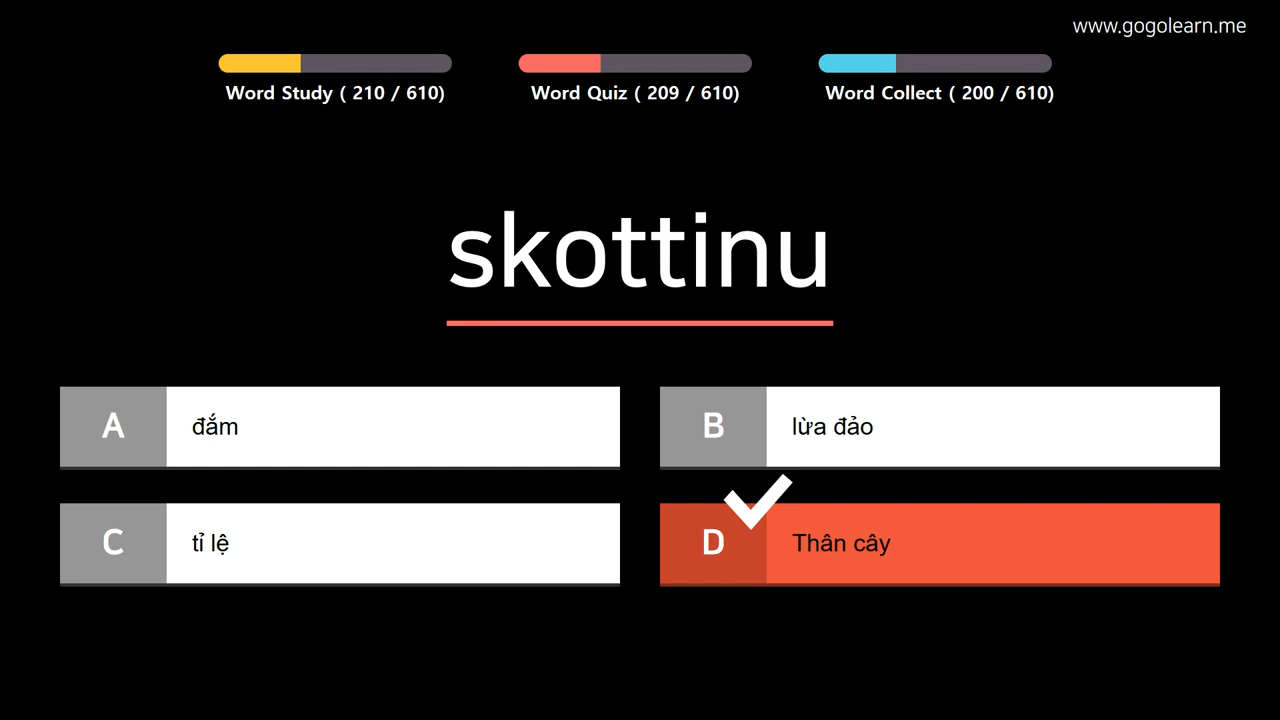 www.gogolearn.me
Word Study ( 210 / 610)
Word Quiz ( 209 / 610)
Word Collect ( 200 / 610)
skottinu
A đắm
B lừa đảo
C tỉ lệ
D Thân cây